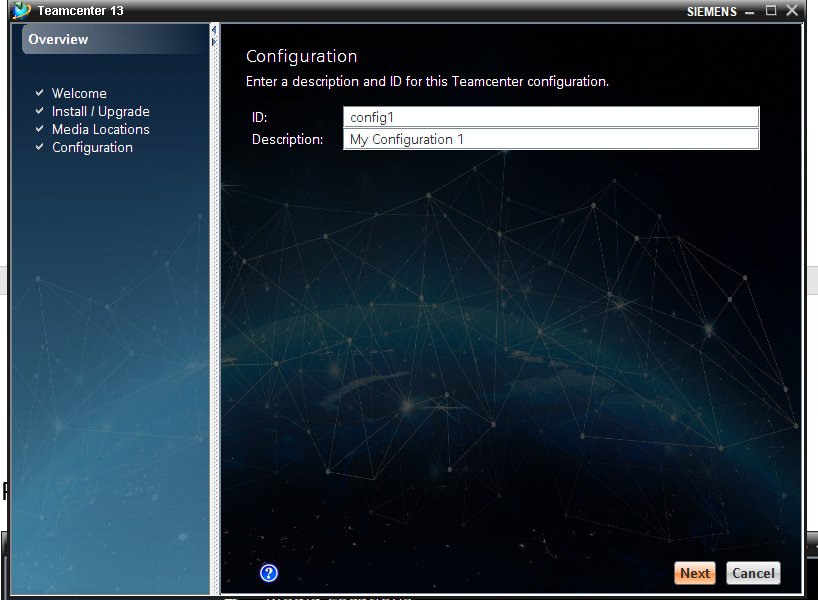 Teamcenter 13
SIEMENS
Overview
Welcome
Install / Upgrade
Media Locations
Configuration
Configuration
Enter a description and ID for this Teamcenter configuration.
ID: config1
Description: My Configuration 1
?
Next Cancel